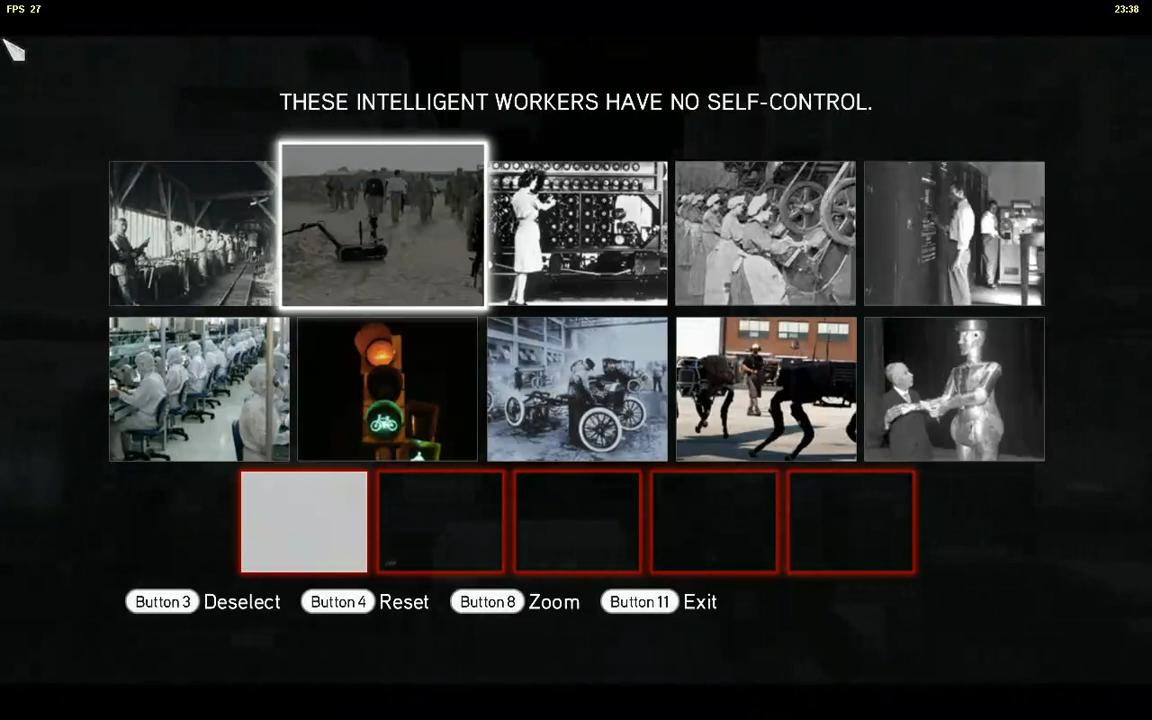 FPS 27
23:38
THESE INTELLIGENT WORKERS HAVE NO SELF-CONTROL.
Button 3 Deselect Button 4 Reset Button 8 Zoom Button 11 Exit